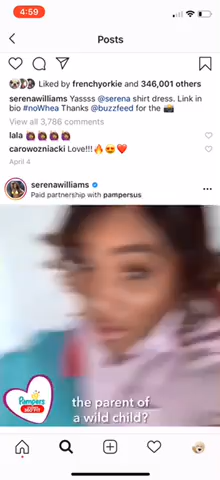 4:59
Posts
Liked by frenchyorkie and 346,001 others
serenawilliams Yassss @serena shirt dress. Link in
bio #noWhea Thanks @buzzfeed for the
View all 3,786 comments
lala
carowozniacki Love!!!
April 4
serenawilliams
Paid partnership with pampersus
Pampers
the parent of
a wild child?